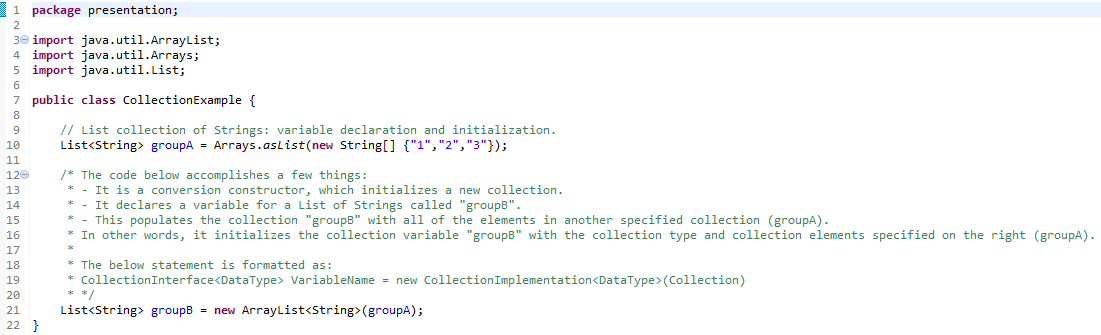 1 package presentation;
2
3 import java.util.ArrayList;
4 import java.util.Arrays;
5 import java.util.List;
6
7 public class CollectionExample {
8
9 // List collection of Strings: variable declaration and initialization.
10 List<String> groupA = Arrays.asList(new String[] {"1","2","3"});
11
12 /* The code below accomplishes a few things:
13 * - It is a conversion constructor, which initializes a new collection.
14 * - It declares a variable for a List of Strings called "groupB".
15 * - This populates the collection "groupB" with all of the elements in another specified collection (groupA).
16 * In other words, it initializes the collection variable "groupB" with the collection type and collection elements specified on the right (groupA).
17 *
18 * The below statement is formatted as:
19 * CollectionInterface<DataType> VariableName = new CollectionImplementation<DataType>(Collection)
20 * */
21 List<String> groupB = new ArrayList<String>(groupA);
22 }